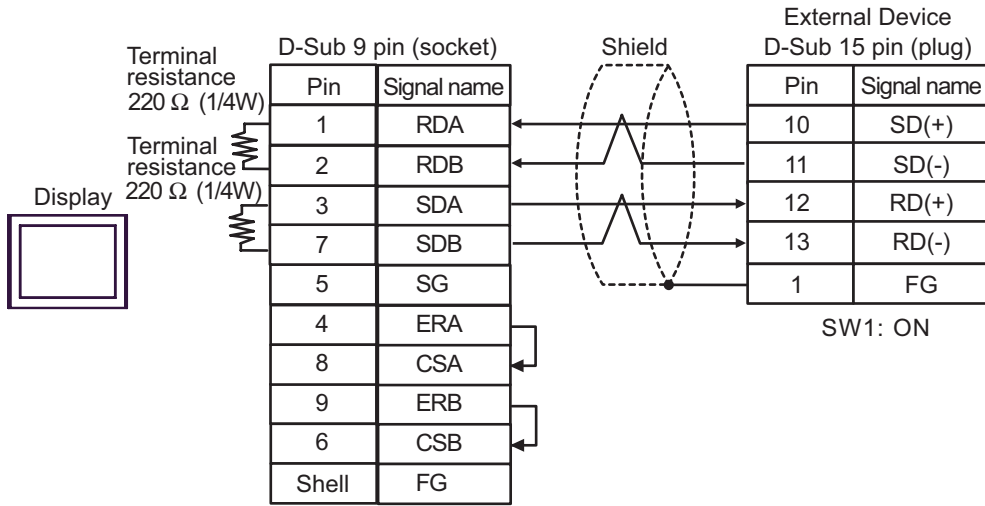 External Device
D-Sub 9 pin (socket)
Shield
D-Sub 15 pin (plug)
Terminal
resistance
220 Ω (1/4W)
Terminal
resistance
220 Ω (1/4W)
Display
Pin Signal name
1 RDA
2 RDB
3 SDA
7 SDB
5 SG
4 ERA
8 CSA
9 ERB
6 CSB
Shell FG
Pin Signal name
10 SD(+)
11 SD(-)
12 RD(+)
13 RD(-)
1 FG
SW1: ON